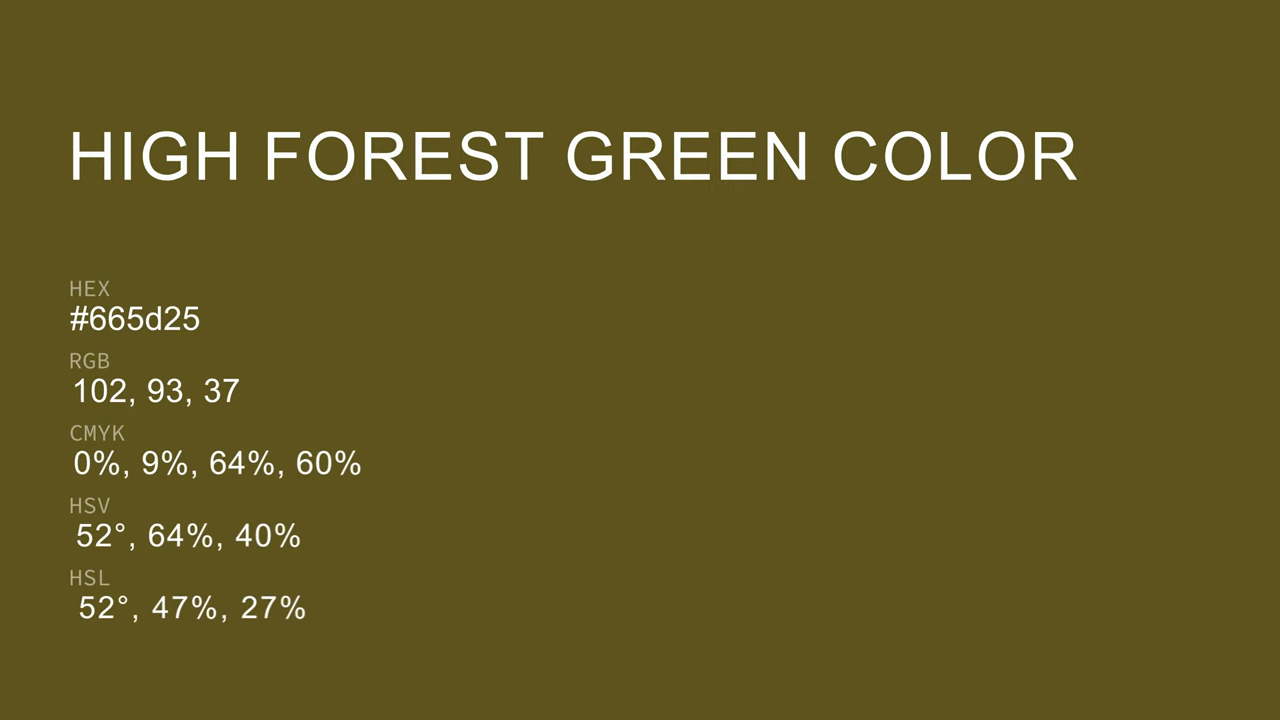 HIGH FOREST GREEN COLOR
HEX
#665d25
RGB
102, 93, 37
CMYK
0%, 9%, 64%, 60%
HSV
52°, 64%, 40%
HSL
52°, 47%, 27%